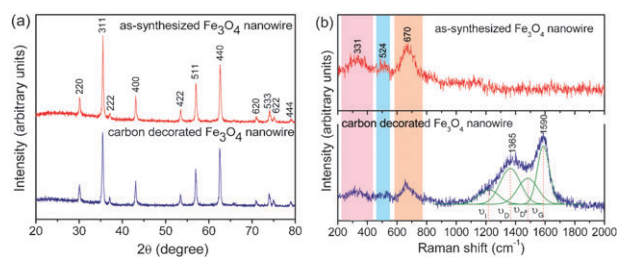 (a)
as-synthesized Fe₃O₄ nanowire
311
220
222
400
422
511
440
620
533
622
444
carbon decorated Fe₃O₄ nanowire
Intensity (arbitrary units)
20 30 40 50 60 70 80
2θ (degree)
(b)
as-synthesized Fe₃O₄ nanowire
331
524
670
carbon decorated Fe₃O₄ nanowire
1365
1590
υ
υD
υD"
υG
Intensity (arbitrary units)
200 400 600 800 1000 1200 1400 1600 1800 2000
Raman shift (cm⁻¹)